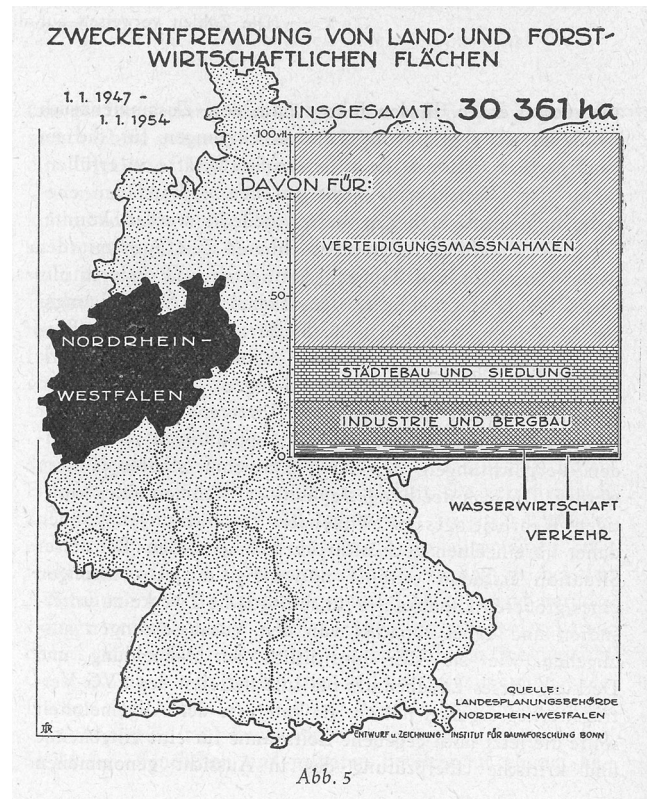 ZWECKENTFREMDUNG VON LAND- UND FORST-
WIRTSCHAFTLICHEN FLÄCHEN
1. 1. 1947 -
1. 1. 1954
INSGESAMT: 30 361 ha
100
DAVON FÜR:
VERTEIDIGUNGSMASSNAHMEN
50
NORDRHEIN-
WESTFALEN
STÄDTEBAU UND SIEDLUNG
INDUSTRIE UND BERGBAU
0
WASSERWIRTSCHAFT
VERKEHR
QUELLE:
LANDESPLANUNGSBEHÖRDE
NORDRHEIN-WESTFALEN
ENTWURF u. ZEICHNUNG: INSTITUT FÜR RAUMFORSCHUNG BONN
Abb. 5